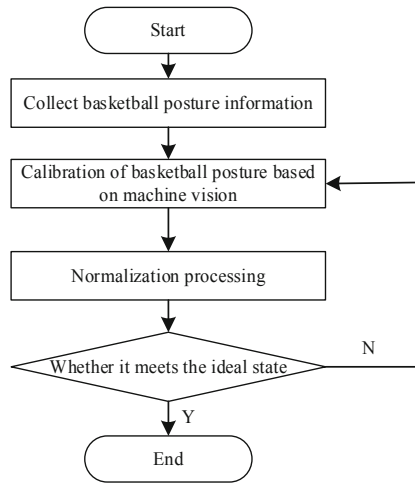 Start
Collect basketball posture information
Calibration of basketball posture based
on machine vision
Normalization processing
Whether it meets the ideal state
N
Y
End